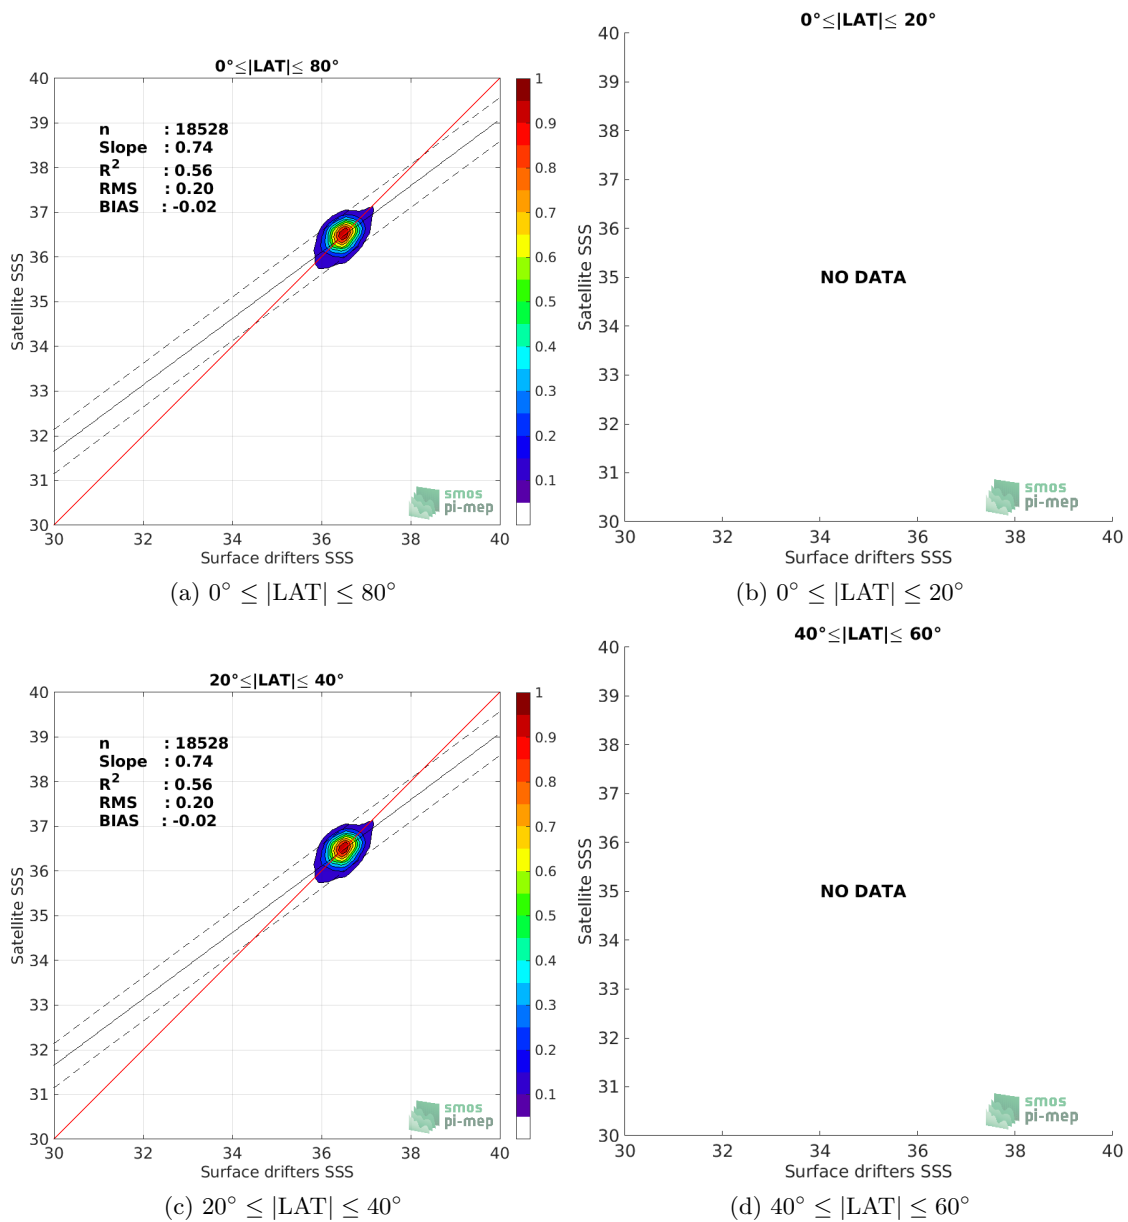 0°≤|LAT|≤ 80°
40
39
38
37
36
35
34
33
32
31
30
Satellite SSS
n : 18528
Slope : 0.74
R² : 0.56
RMS : 0.20
BIAS : -0.02
smos
pi-mep
30 32 34 36 38 40
Surface drifters SSS
1
0.9
0.8
0.7
0.6
0.5
0.4
0.3
0.2
0.1
(a) 0° ≤ |LAT| ≤ 80°
0°≤|LAT|≤ 20°
40
39
38
37
36
35
34
33
32
31
30
Satellite SSS
NO DATA
smos
pi-mep
30 32 34 36 38 40
Surface drifters SSS
(b) 0° ≤ |LAT| ≤ 20°
20°≤|LAT|≤ 40°
40
39
38
37
36
35
34
33
32
31
30
Satellite SSS
n : 18528
Slope : 0.74
R² : 0.56
RMS : 0.20
BIAS : -0.02
smos
pi-mep
30 32 34 36 38 40
Surface drifters SSS
1
0.9
0.8
0.7
0.6
0.5
0.4
0.3
0.2
0.1
(c) 20° ≤ |LAT| ≤ 40°
40°≤|LAT|≤ 60°
40
39
38
37
36
35
34
33
32
31
30
Satellite SSS
NO DATA
smos
pi-mep
30 32 34 36 38 40
Surface drifters SSS
(d) 40° ≤ |LAT| ≤ 60°